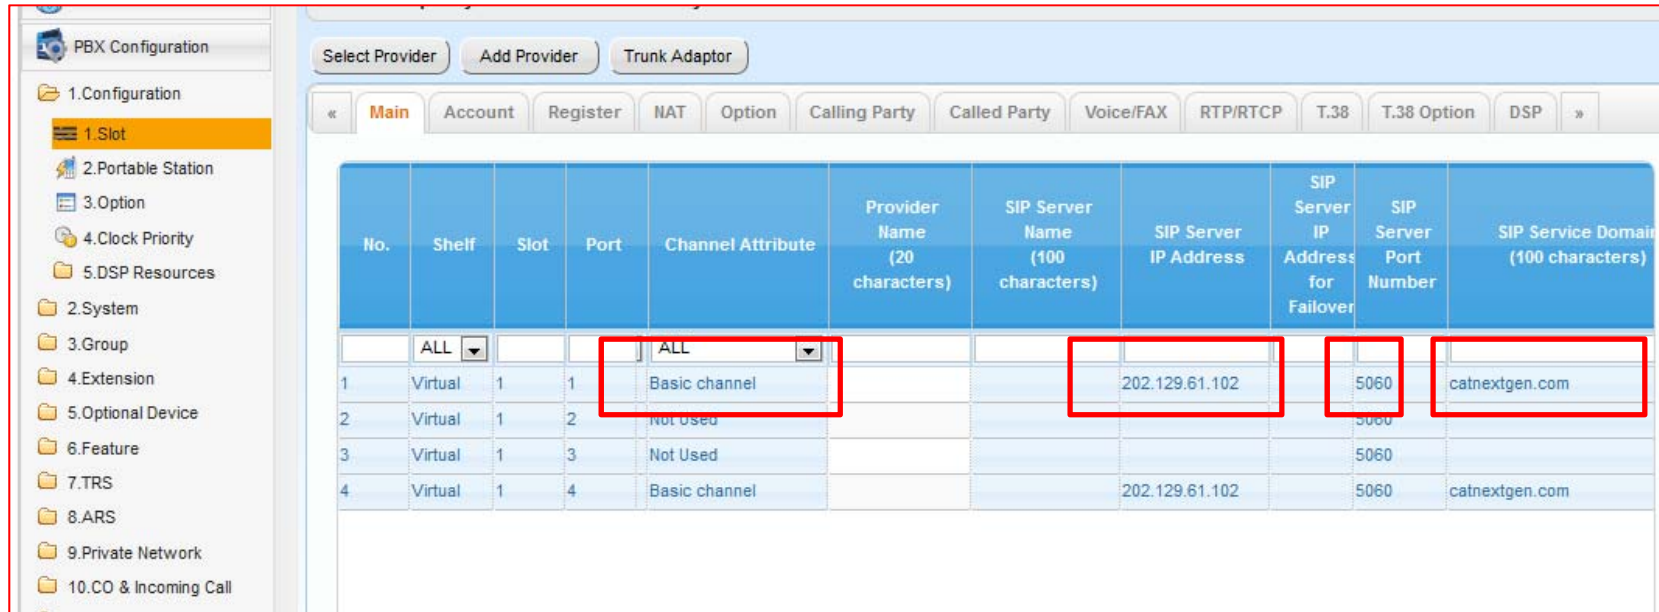 PBX Configuration
1.Configuration
1.Slot
2.Portable Station
3.Option
4.Clock Priority
5.DSP Resources
2.System
3.Group
4.Extension
5.Optional Device
6.Feature
7.TRS
8.ARS
9.Private Network
10.CO & Incoming Call
Select Provider Add Provider Trunk Adaptor
« Main Account Register NAT Option Calling Party Called Party Voice/FAX RTP/RTCP T.38 T.38 Option DSP »
No. Shelf Slot Port Channel Attribute Provider Name (20 characters) SIP Server Name (100 characters) SIP Server IP Address SIP Server IP Address for Failover SIP Server Port Number SIP Service Domain (100 characters)
ALL ALL
1 Virtual 1 1 Basic channel 202.129.61.102 5060 catnextgen.com
2 Virtual 1 2 Not Used 5060
3 Virtual 1 3 Not Used 5060
4 Virtual 1 4 Basic channel 202.129.61.102 5060 catnextgen.com